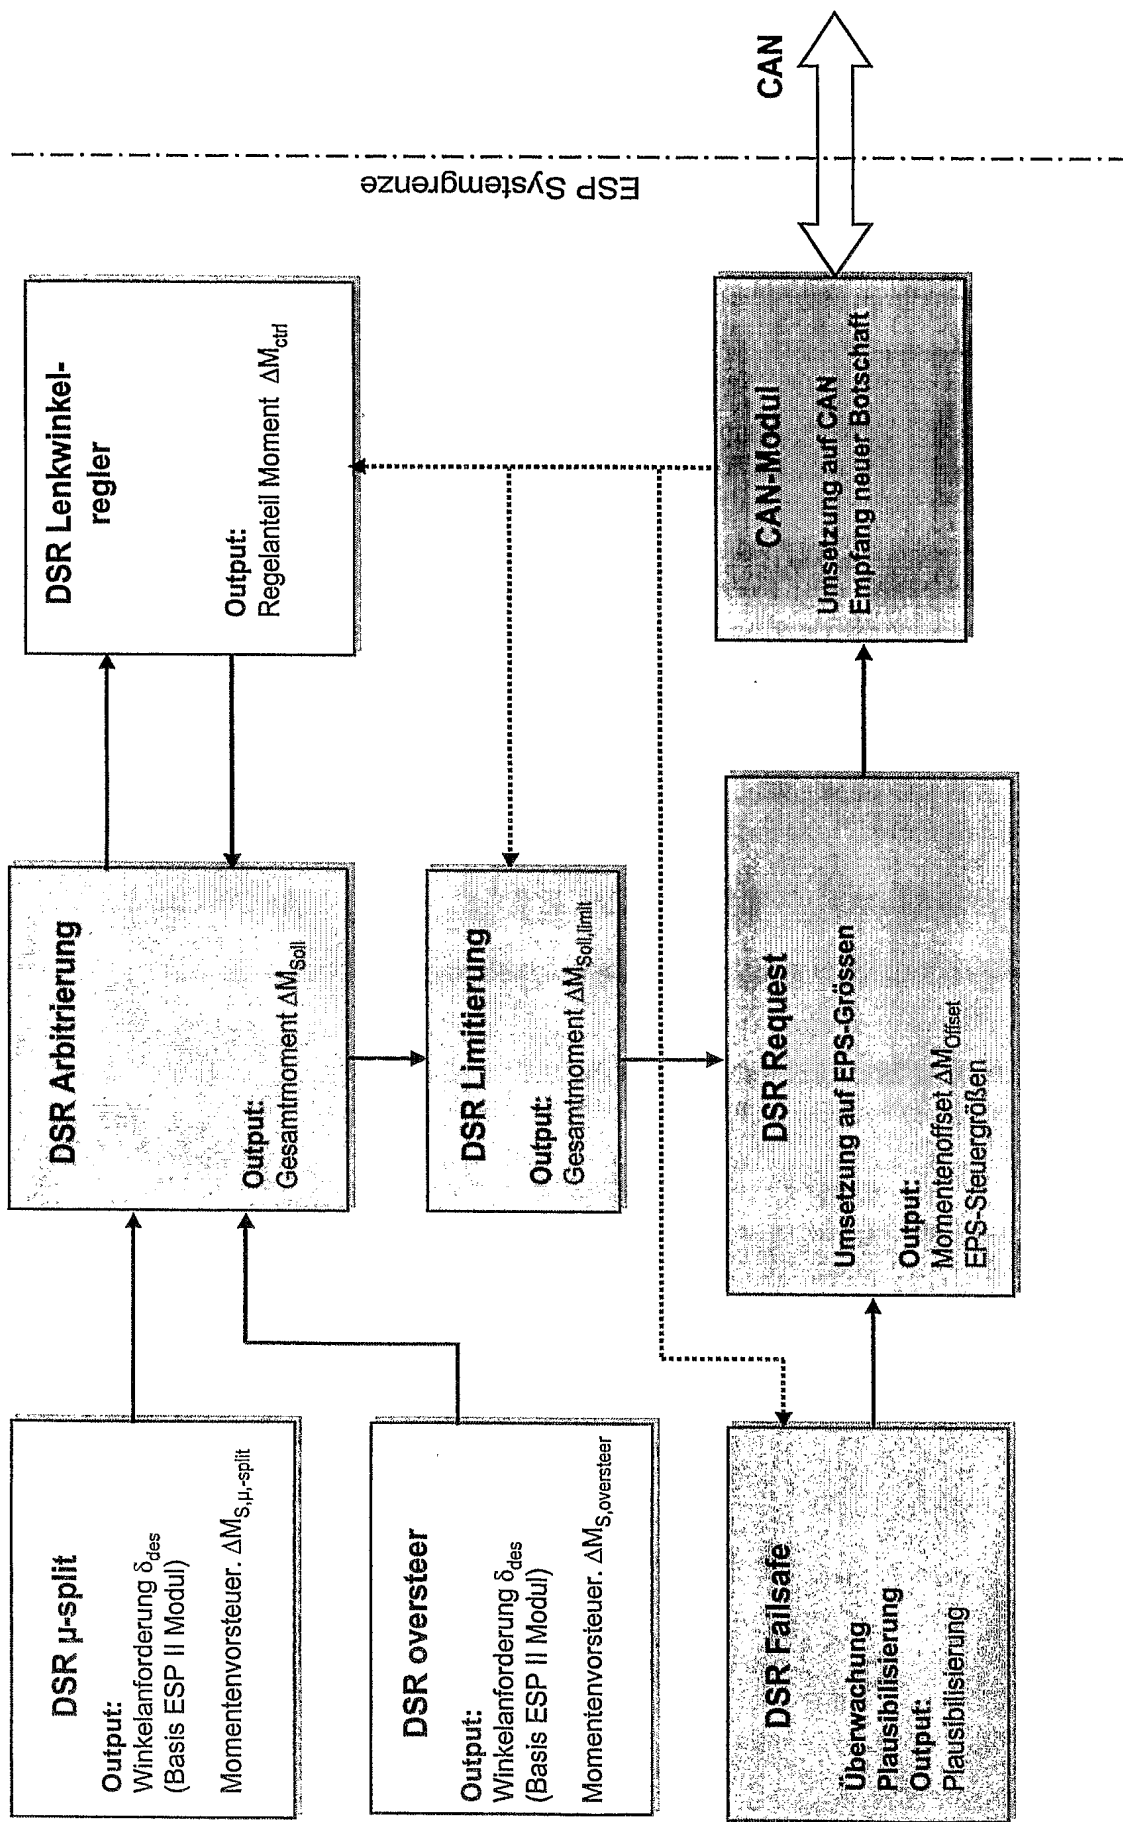 DSR µ-split
Output:
Winkelanforderung δdes
(Basis ESP II Modul)
Momentenvorsteuer. ΔMS,µ,-split
DSR Arbitrierung
Output:
Gesamtmoment ΔMSoll
DSR Lenkwinkel-
regler
Output:
Regelanteil Moment ΔMctrl
DSR oversteer
Output:
Winkelanforderung δdes
(Basis ESP II Modul)
Momentenvorsteuer. ΔMS,oversteer
DSR Limitierung
Output:
Gesamtmoment ΔMSoll,limit
DSR Failsafe
Überwachung
Plausibilisierung
Output:
Plausibilisierung
DSR Request
Umsetzung auf EPS-Grössen
Output:
Momentenoffset ΔMOffset
EPS-Steuergrößen
CAN-Modul
Umsetzung auf CAN
Empfang neuer Botschaft
ESP Systemgrenze
CAN